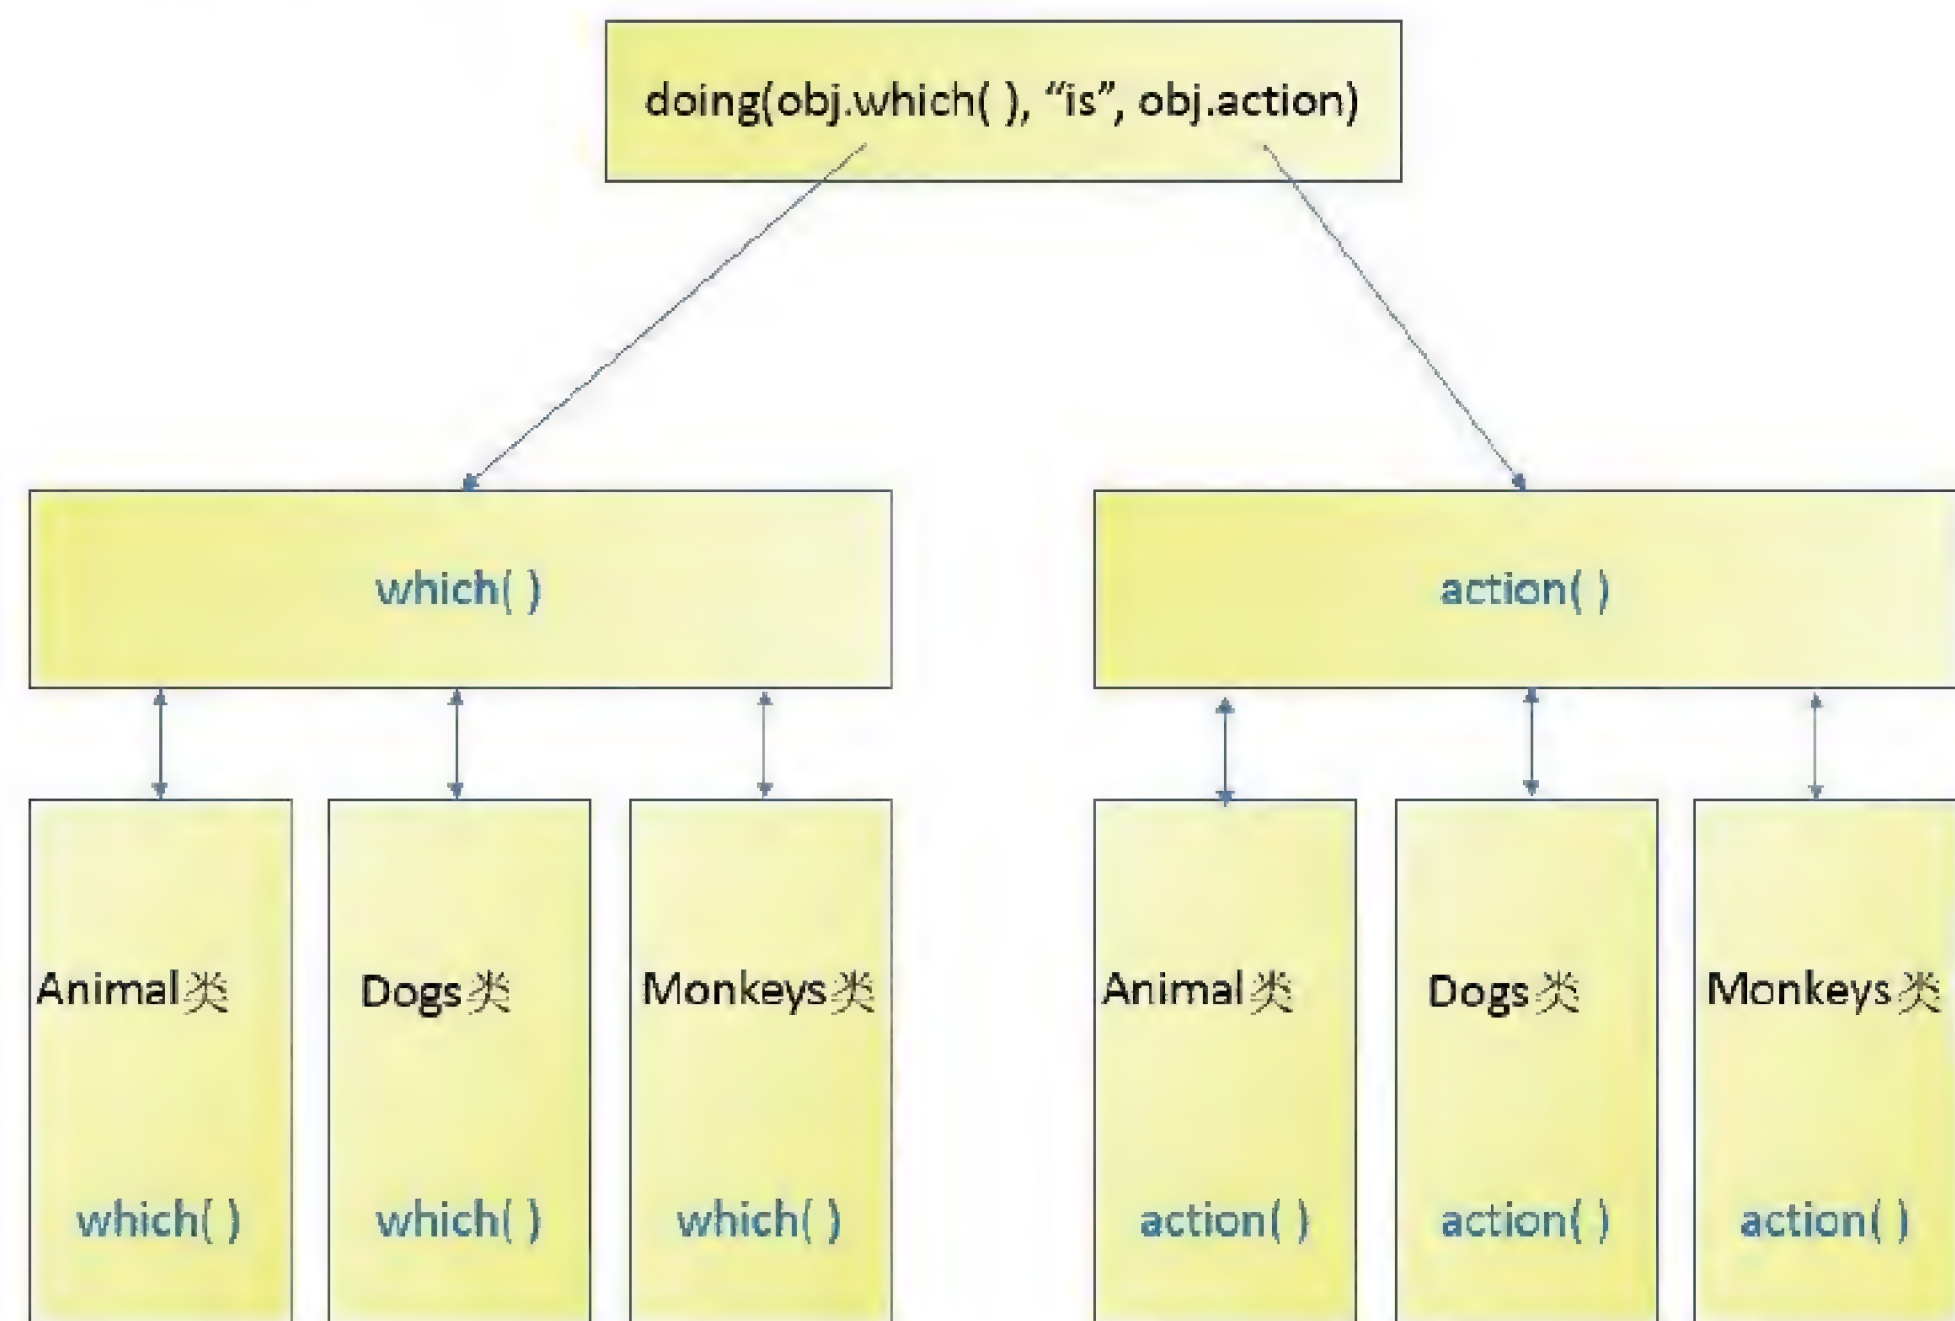 doing(obj.which( ), “is”, obj.action)
which( )
action( )
Animal类
Dogs类
Monkeys类
Animal类
Dogs类
Monkeys类
which( )
which( )
which( )
action( )
action( )
action( )